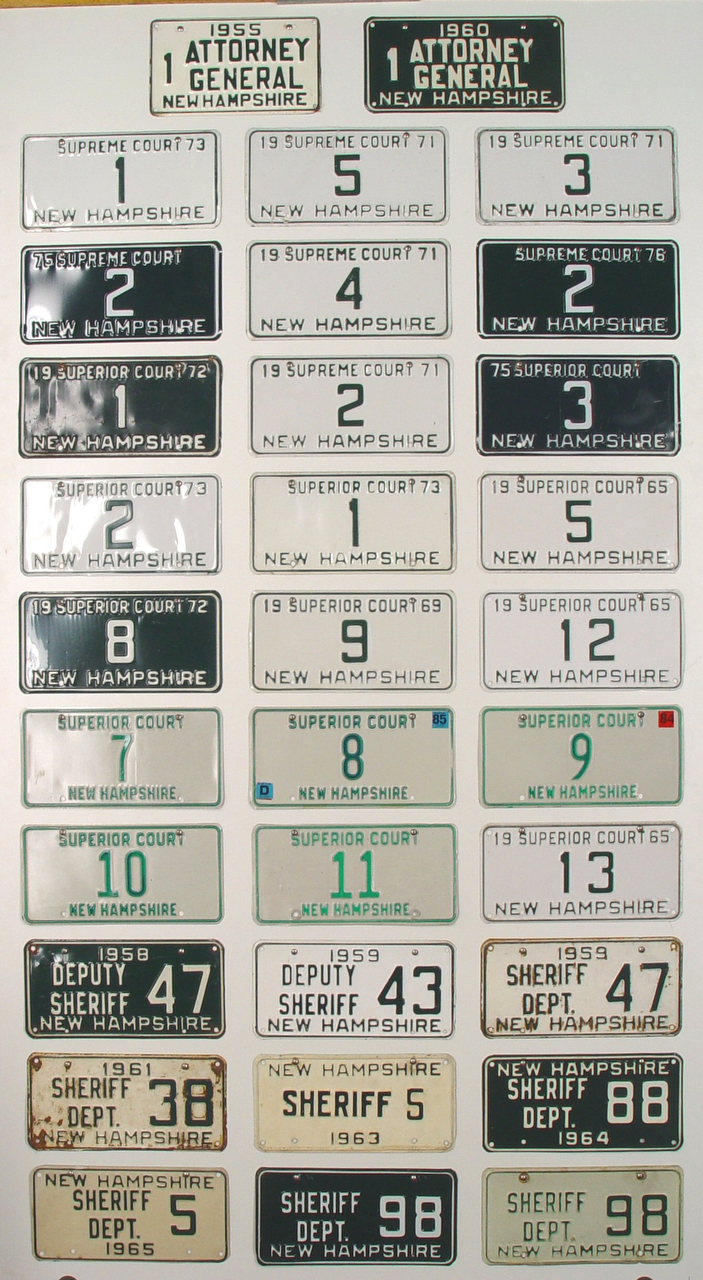 1955
1 ATTORNEY
GENERAL
NEW HAMPSHIRE
1960
1 ATTORNEY
GENERAL
NEW HAMPSHIRE
SUPREME COURT 73
1
NEW HAMPSHIRE
19 SUPREME COURT 71
5
NEW HAMPSHIRE
19 SUPREME COURT 71
3
NEW HAMPSHIRE
75 SUPREME COURT
2
NEW HAMPSHIRE
19 SUPREME COURT 71
4
NEW HAMPSHIRE
SUPREME COURT 76
2
NEW HAMPSHIRE
19 SUPERIOR COURT 72
1
NEW HAMPSHIRE
19 SUPREME COURT 71
2
NEW HAMPSHIRE
75 SUPERIOR COURT
3
NEW HAMPSHIRE
SUPERIOR COURT 73
2
NEW HAMPSHIRE
SUPERIOR COURT 73
1
NEW HAMPSHIRE
19 SUPERIOR COURT 65
5
NEW HAMPSHIRE
19 SUPERIOR COURT 72
8
NEW HAMPSHIRE
19 SUPERIOR COURT 69
9
NEW HAMPSHIRE
19 SUPERIOR COURT 65
12
NEW HAMPSHIRE
SUPERIOR COURT
7
NEW HAMPSHIRE
SUPERIOR COURT 85
8
D
NEW HAMPSHIRE
SUPERIOR COURT 84
9
NEW HAMPSHIRE
SUPERIOR COURT
10
NEW HAMPSHIRE
SUPERIOR COURT
11
NEW HAMPSHIRE
19 SUPERIOR COURT 65
13
NEW HAMPSHIRE
1958
DEPUTY
SHERIFF 47
NEW HAMPSHIRE
1959
DEPUTY
SHERIFF 43
NEW HAMPSHIRE
1959
SHERIFF
DEPT. 47
NEW HAMPSHIRE
1961
SHERIFF
DEPT. 38
NEW HAMPSHIRE
NEW HAMPSHIRE
SHERIFF 5
1963
NEW HAMPSHIRE
SHERIFF
DEPT. 88
1964
NEW HAMPSHIRE
SHERIFF
DEPT. 5
1965
SHERIFF
DEPT. 98
NEW HAMPSHIRE
SHERIFF
DEPT. 98
NEW HAMPSHIRE